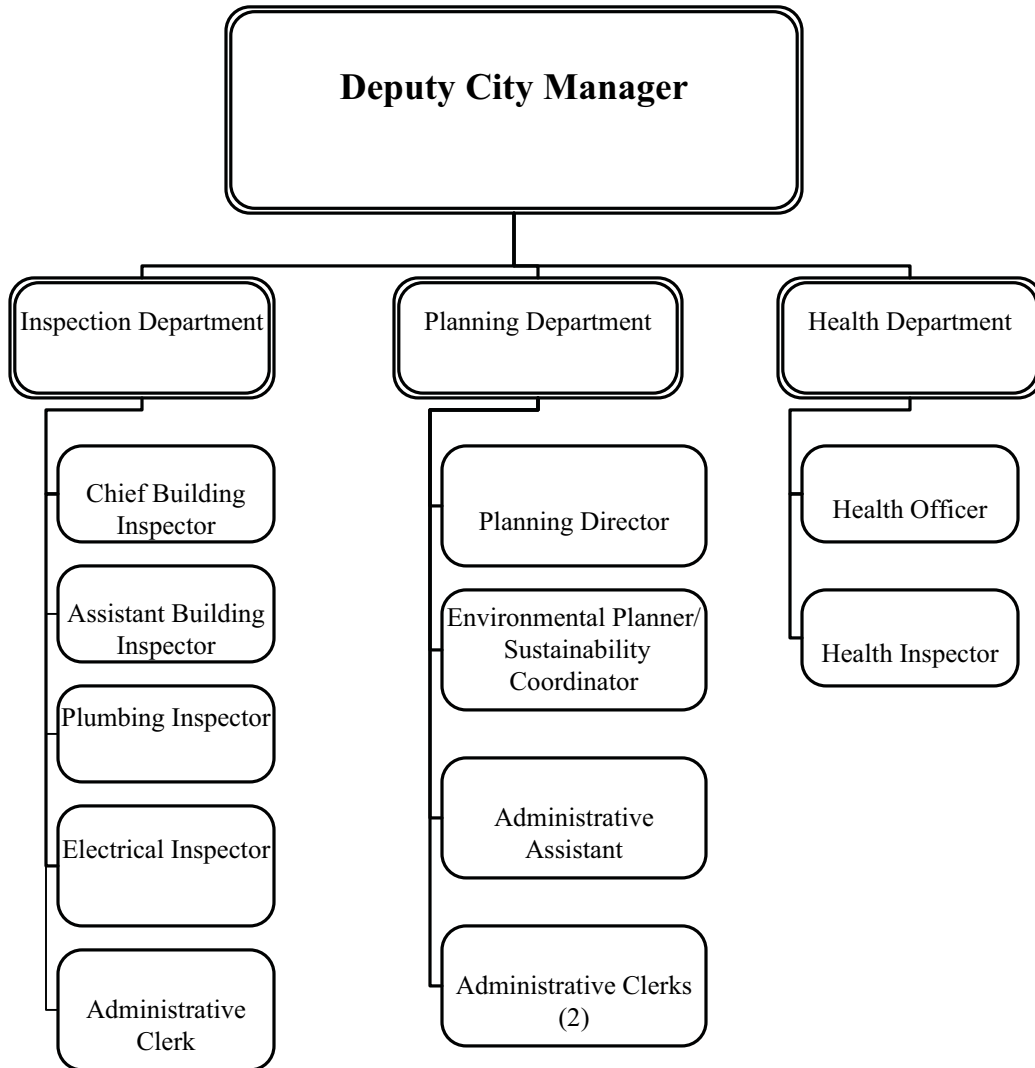 Deputy City Manager
Inspection Department
Planning Department
Health Department
Chief Building
Inspector
Assistant Building
Inspector
Plumbing Inspector
Electrical Inspector
Administrative
Clerk
Planning Director
Environmental Planner/
Sustainability
Coordinator
Administrative
Assistant
Administrative Clerks
(2)
Health Officer
Health Inspector